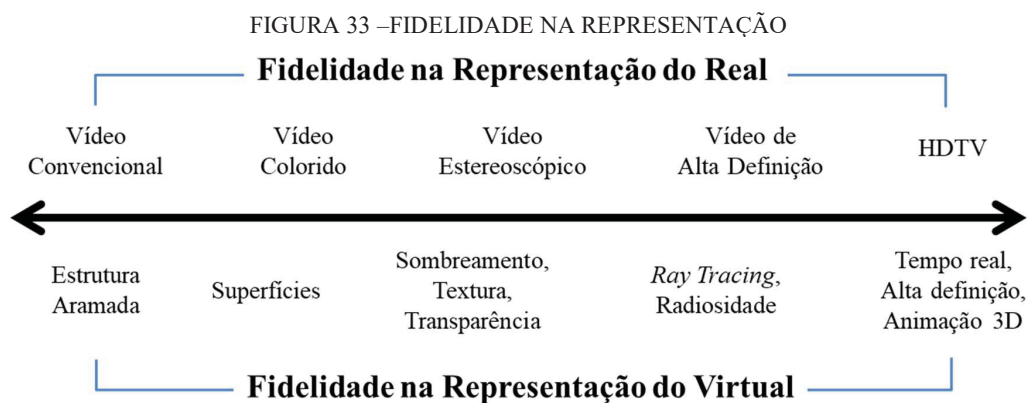 FIGURA 33 –FIDELIDADE NA REPRESENTAÇÃO
Fidelidade na Representação do Real
Vídeo
Convencional
Vídeo
Colorido
Vídeo
Estereoscópico
Vídeo de
Alta Definição
HDTV
Estrutura
Aramada
Superfícies
Sombreamento,
Textura,
Transparência
Ray Tracing,
Radiosidade
Tempo real,
Alta definição,
Animação 3D
Fidelidade na Representação do Virtual